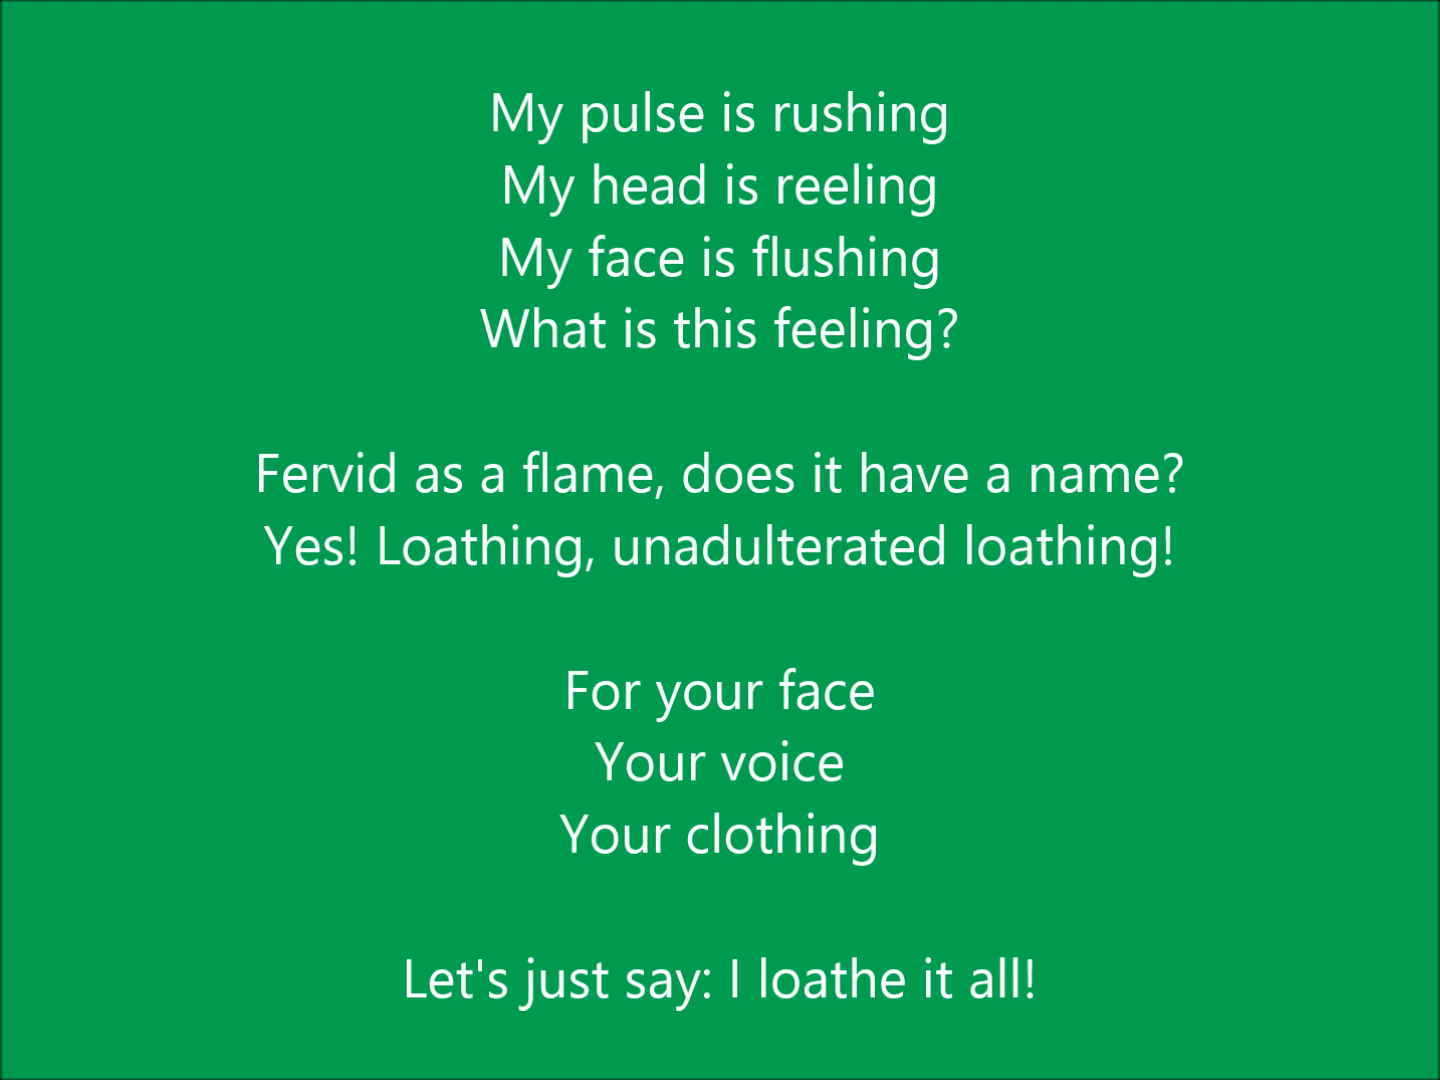 My pulse is rushing
My head is reeling
My face is flushing
What is this feeling?
Fervid as a flame, does it have a name?
Yes! Loathing, unadulterated loathing!
For your face
Your voice
Your clothing
Let's just say: I loathe it all!